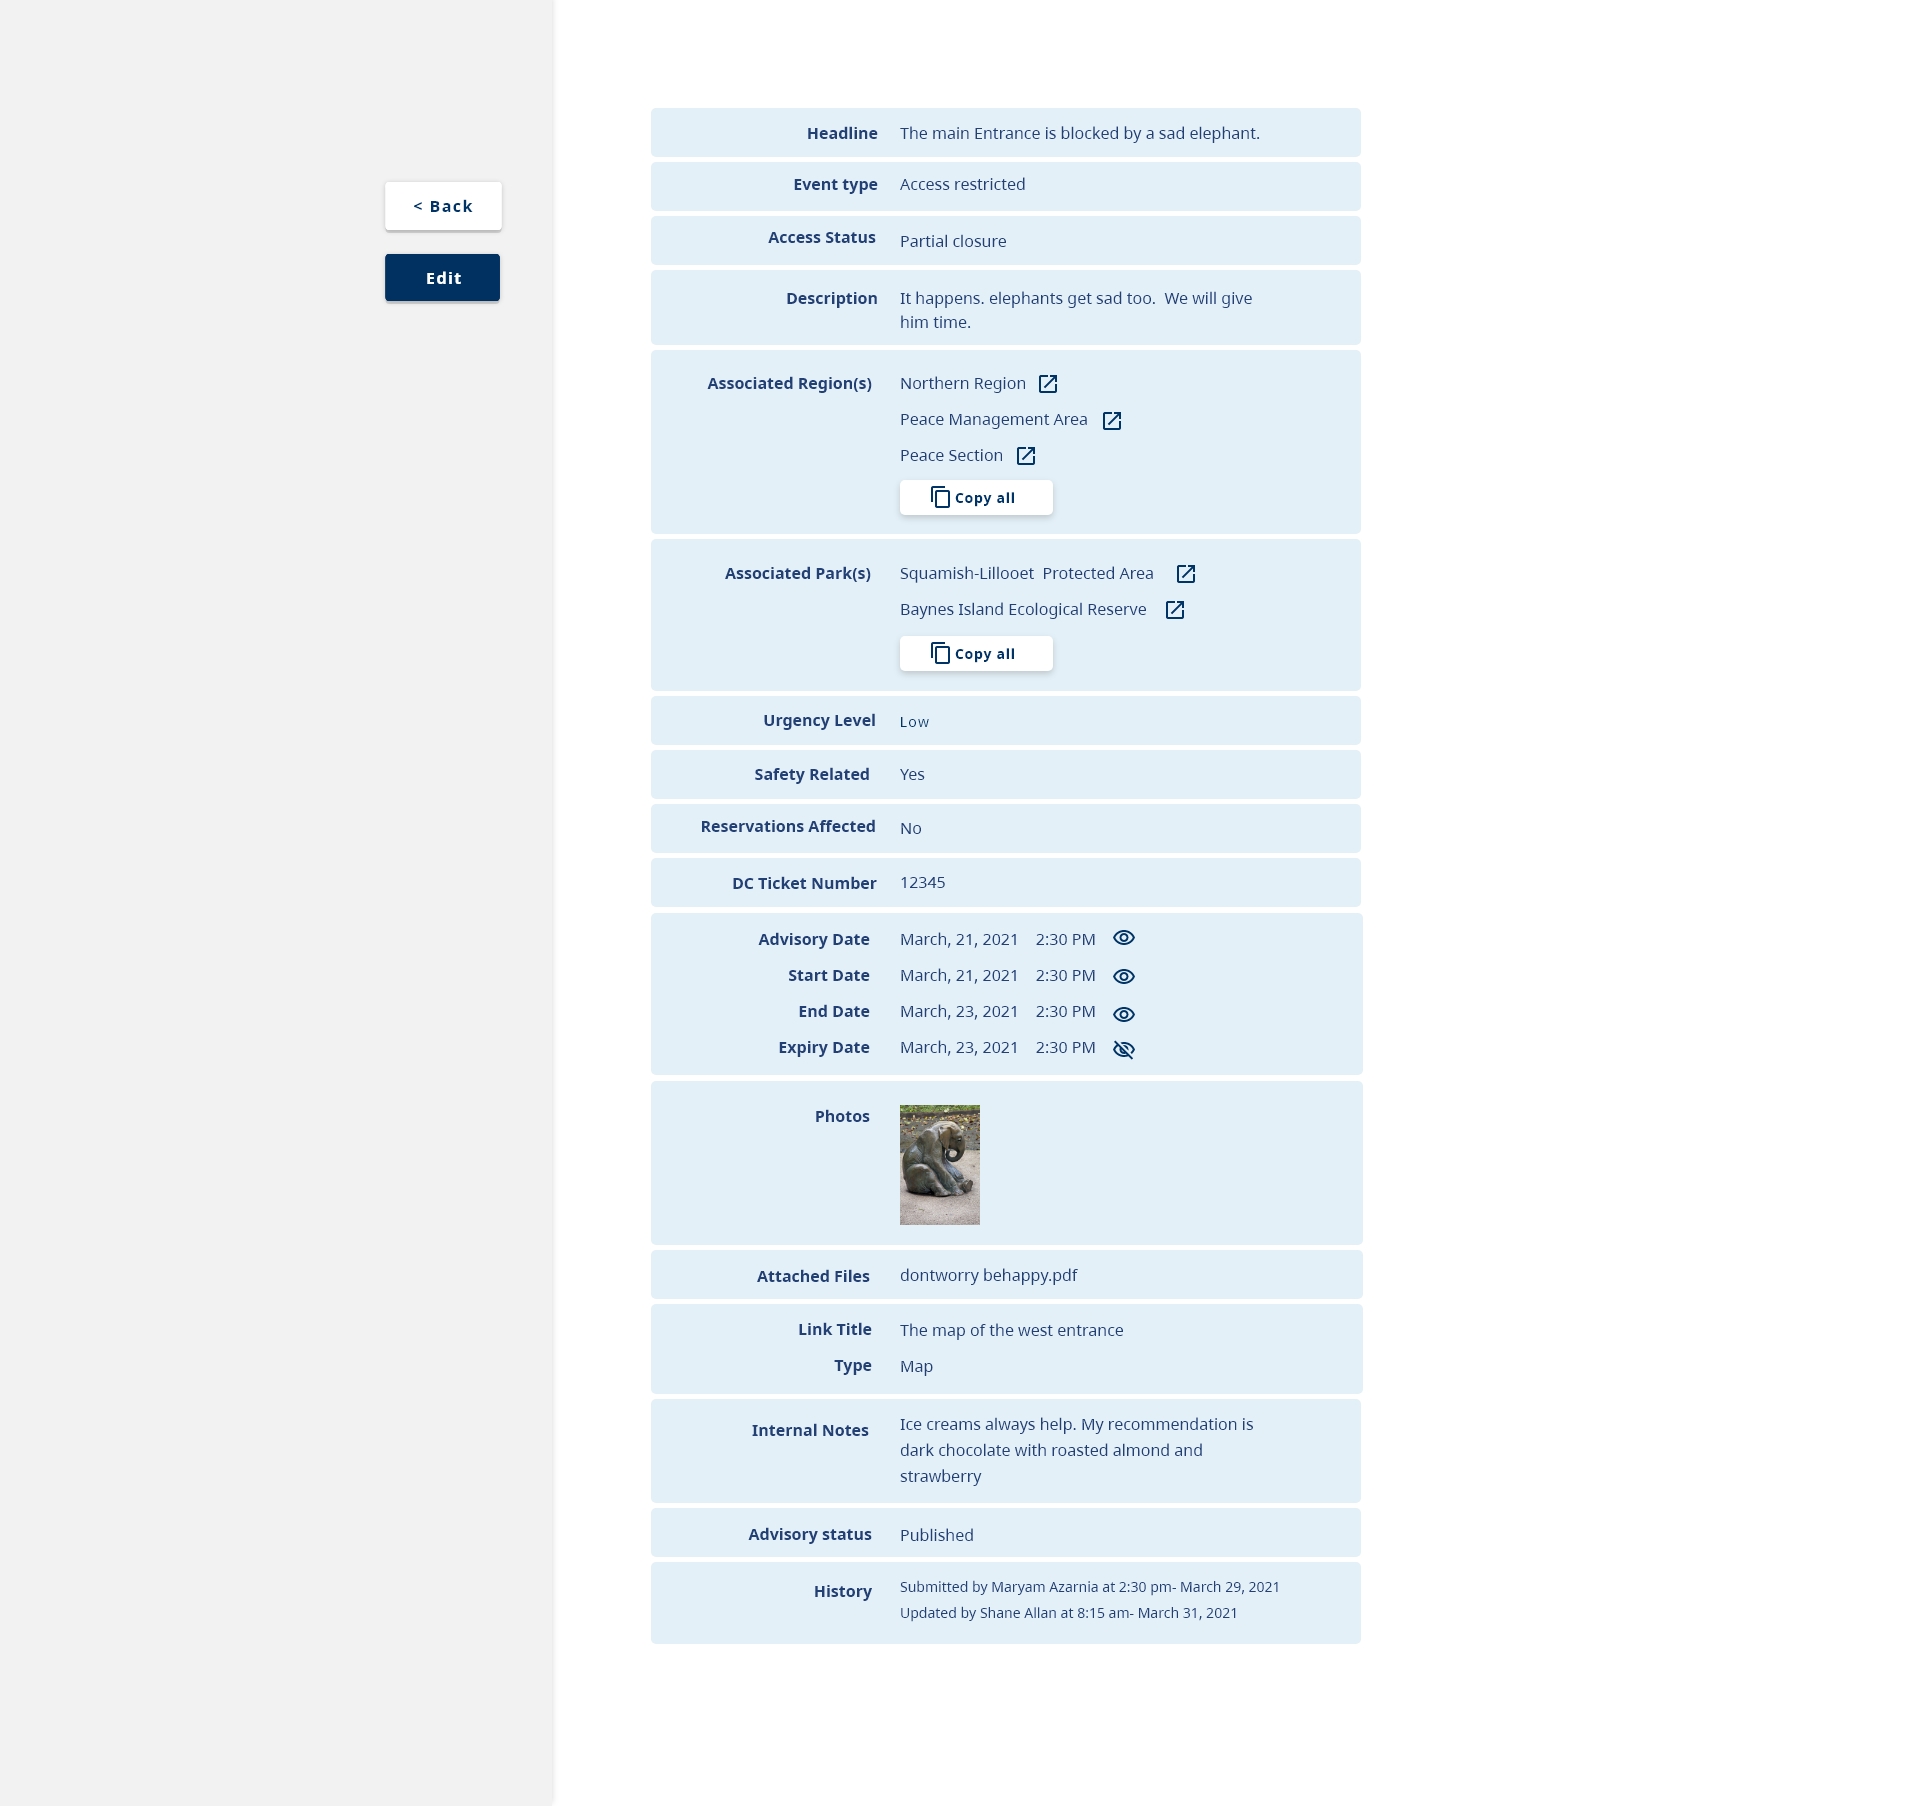 < Back
Edit
Headline The main Entrance is blocked by a sad elephant.
Event type Access restricted
Access Status Partial closure
Description It happens. elephants get sad too.  We will give
him time.
Associated Region(s) Northern Region
Peace Management Area
Peace Section
Copy all
Associated Park(s) Squamish-Lillooet  Protected Area
Baynes Island Ecological Reserve
Copy all
Urgency Level Low
Safety Related Yes
Reservations Affected No
DC Ticket Number 12345
Advisory Date March, 21, 2021 2:30 PM
Start Date March, 21, 2021 2:30 PM
End Date March, 23, 2021 2:30 PM
Expiry Date March, 23, 2021 2:30 PM
Photos
Attached Files dontworry behappy.pdf
Link Title The map of the west entrance
Type Map
Internal Notes Ice creams always help. My recommendation is
dark chocolate with roasted almond and
strawberry
Advisory status Published
History Submitted by Maryam Azarnia at 2:30 pm- March 29, 2021
Updated by Shane Allan at 8:15 am- March 31, 2021